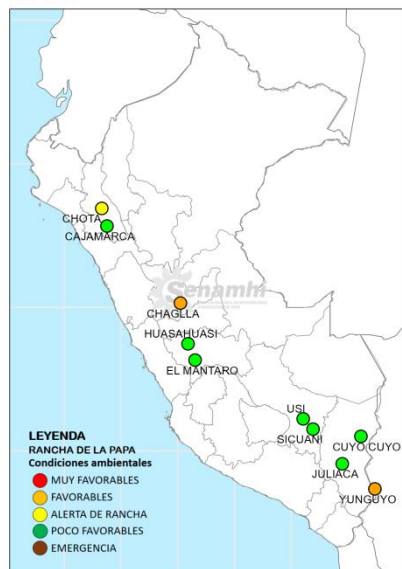 CHOTA
CAJAMARCA
Senamhi
CHAGLLA
HUASAHUASI
EL MANTARO
USI
SICUANI
CUYO CUYO
JULIACA
YUNGUYO
LEYENDA
RANCHA DE LA PAPA
Condiciones ambientales
MUY FAVORABLES
FAVORABLES
ALERTA DE RANCHA
POCO FAVORABLES
EMERGENCIA